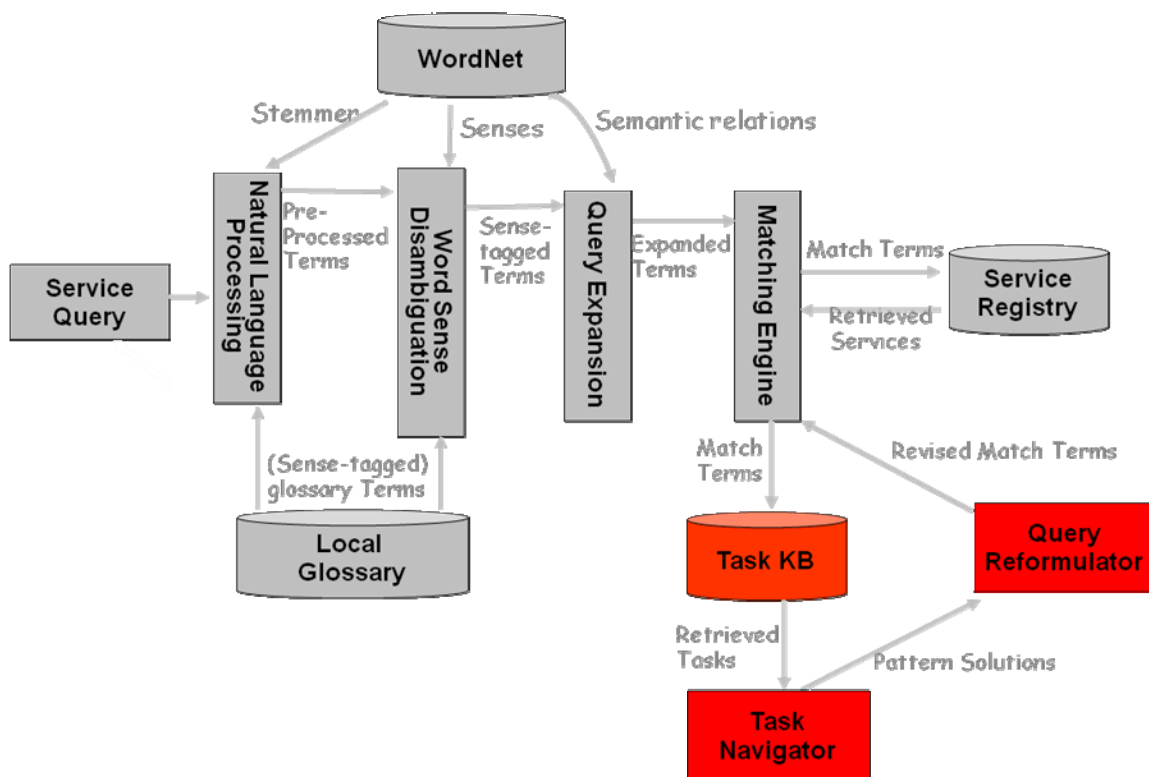 WordNet
Stemmer
Senses
Semantic relations
Natural Language
Processing
Pre-
Processed
Terms
Word Sense
Disambiguation
Sense-
tagged
Terms
Query Expansion
Expanded
Terms
Matching Engine
Match Terms
Service
Registry
Retrieved
Services
Service
Query
(Sense-tagged)
glossary Terms
Local
Glossary
Match
Terms
Revised Match Terms
Task KB
Query
Reformulator
Retrieved
Tasks
Pattern Solutions
Task
Navigator